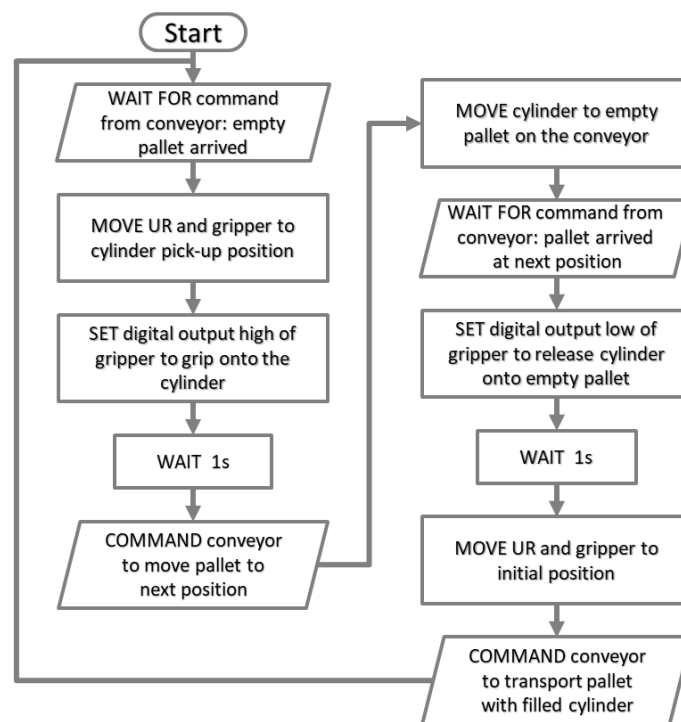 Start
WAIT FOR command
from conveyor: empty
pallet arrived
MOVE UR and gripper to
cylinder pick-up position
SET digital output high of
gripper to grip onto the
cylinder
WAIT 1s
COMMAND conveyor
to move pallet to
next position
MOVE cylinder to empty
pallet on the conveyor
WAIT FOR command from
conveyor: pallet arrived
at next position
SET digital output low of
gripper to release cylinder
onto empty pallet
WAIT 1s
MOVE UR and gripper to
initial position
COMMAND conveyor
to transport pallet
with filled cylinder